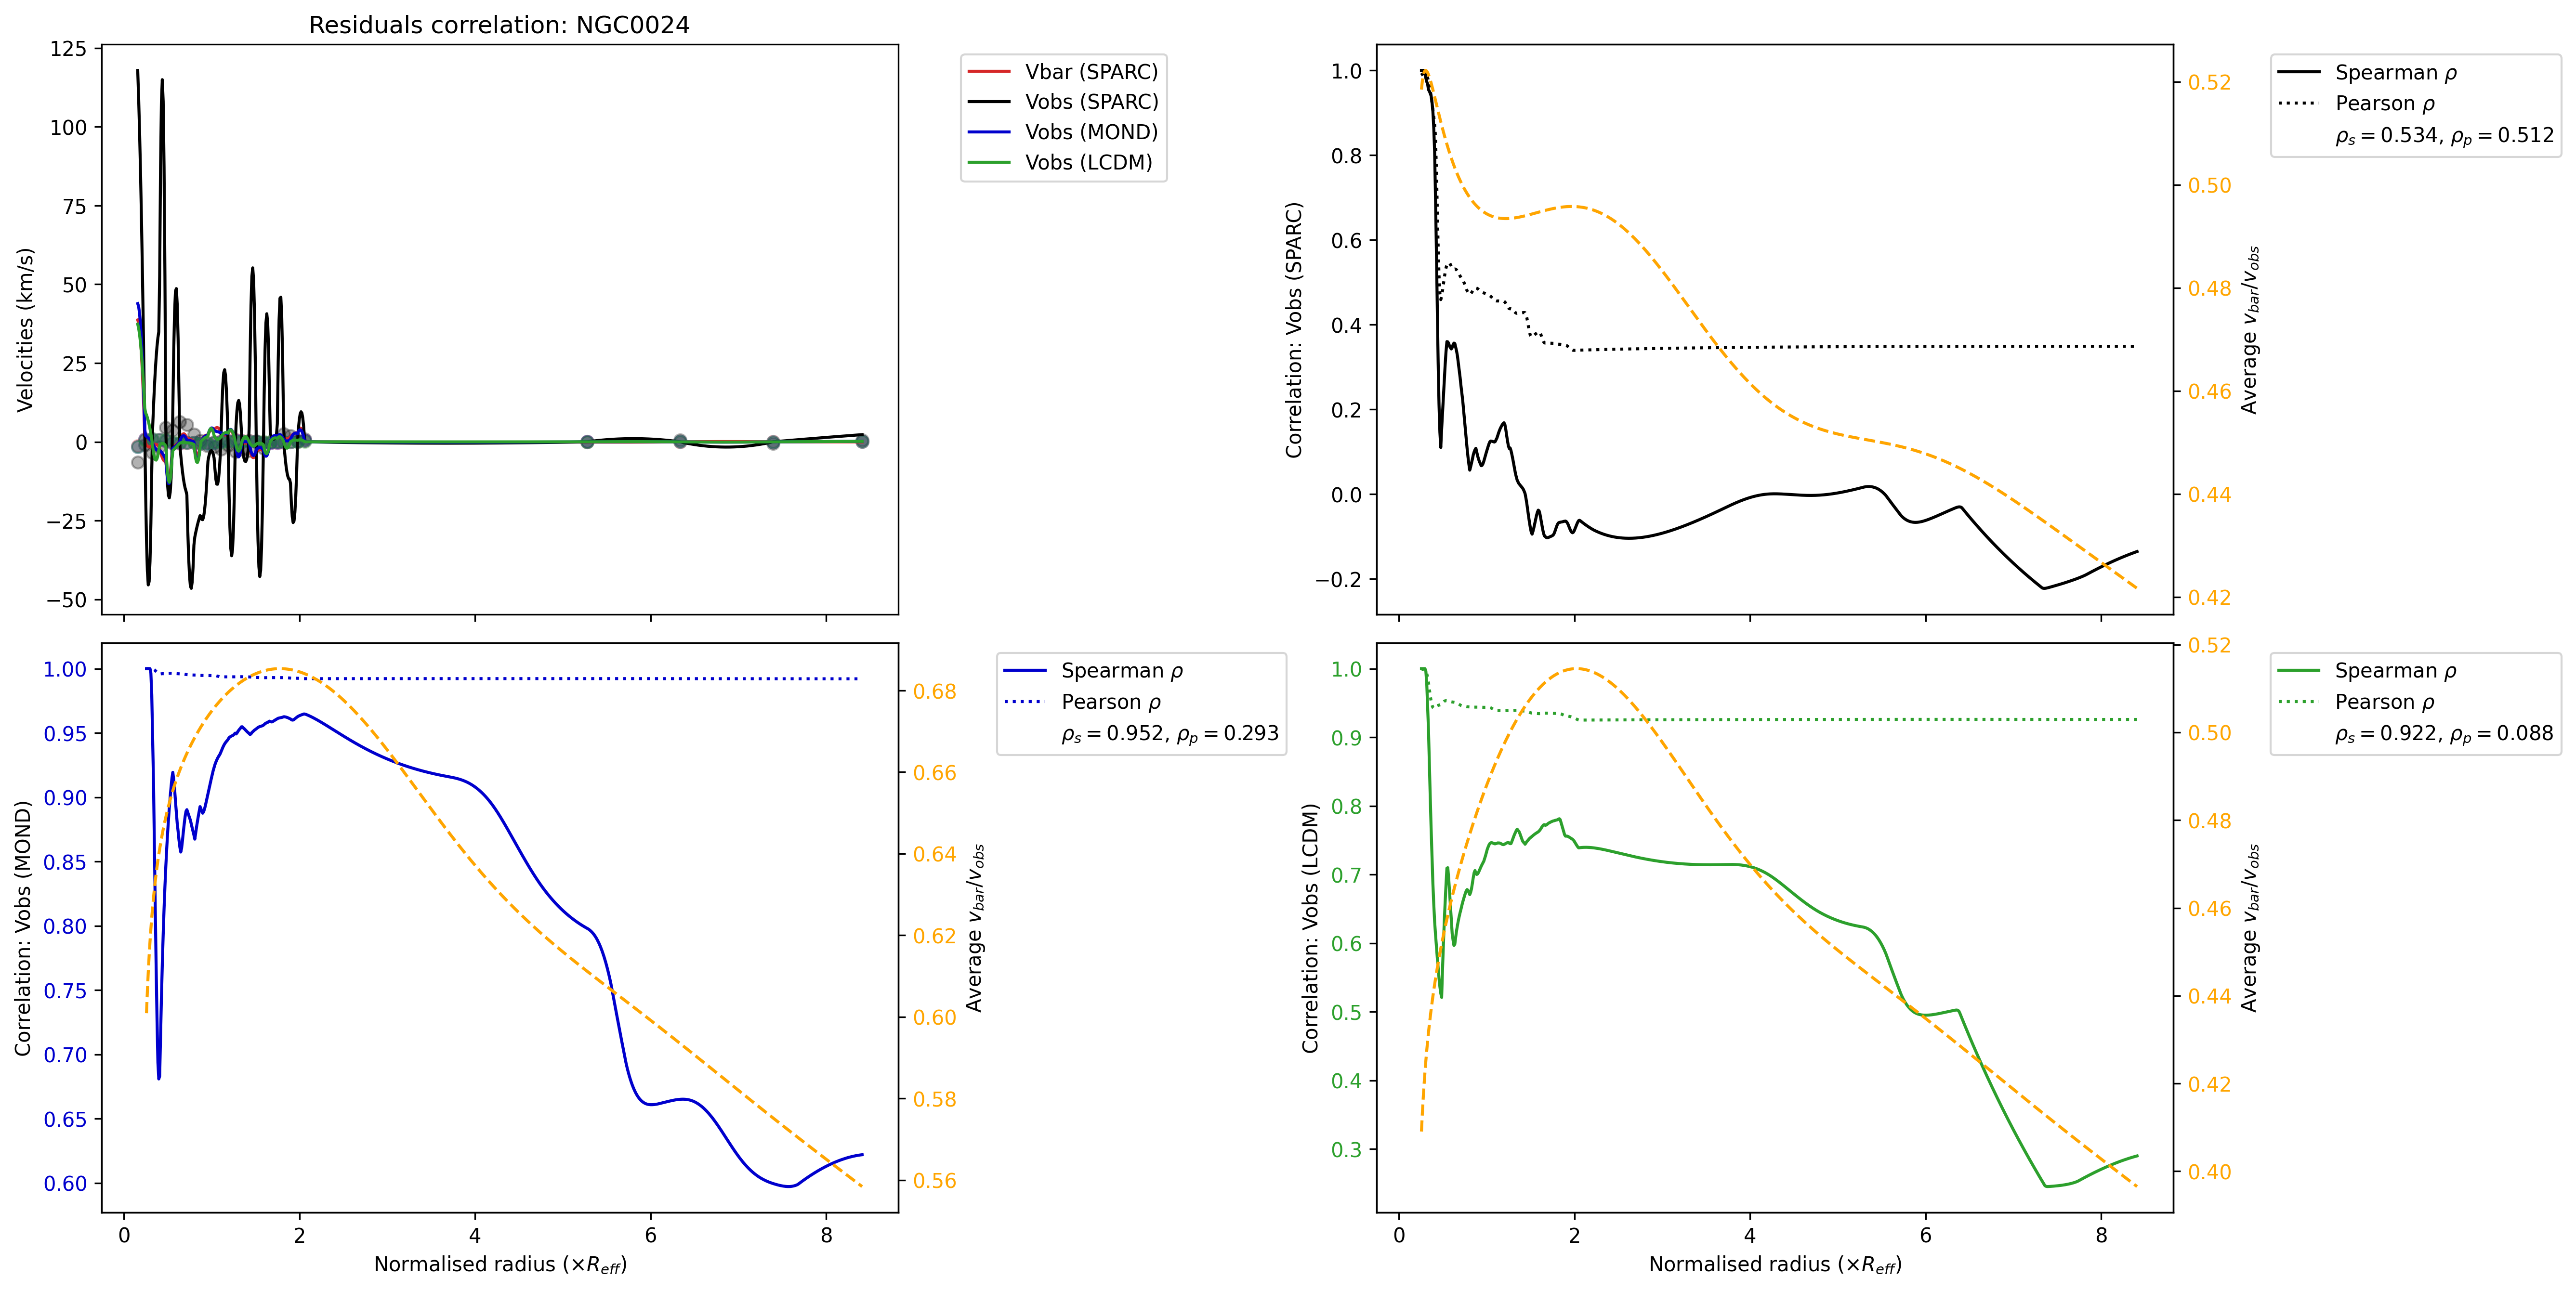 Residuals correlation: NGC0024
125
100
75
50
25
0
−25
−50
Velocities (km/s)
Vbar (SPARC)
Vobs (SPARC)
Vobs (MOND)
Vobs (LCDM)
1.0
0.8
0.6
0.4
0.2
0.0
−0.2
Correlation: Vobs (SPARC)
0.52
0.50
0.48
0.46
0.44
0.42
Average v_bar/v_obs
Spearman ρ
Pearson ρ
ρ_s = 0.534, ρ_p = 0.512
1.00
0.95
0.90
0.85
0.80
0.75
0.70
0.65
0.60
Correlation: Vobs (MOND)
0 2 4 6 8
Normalised radius (×R_eff)
0.68
0.66
0.64
0.62
0.60
0.58
0.56
Average v_bar/v_obs
Spearman ρ
Pearson ρ
ρ_s = 0.952, ρ_p = 0.293
1.0
0.9
0.8
0.7
0.6
0.5
0.4
0.3
Correlation: Vobs (LCDM)
0 2 4 6 8
Normalised radius (×R_eff)
0.52
0.50
0.48
0.46
0.44
0.42
0.40
Average v_bar/v_obs
Spearman ρ
Pearson ρ
ρ_s = 0.922, ρ_p = 0.088